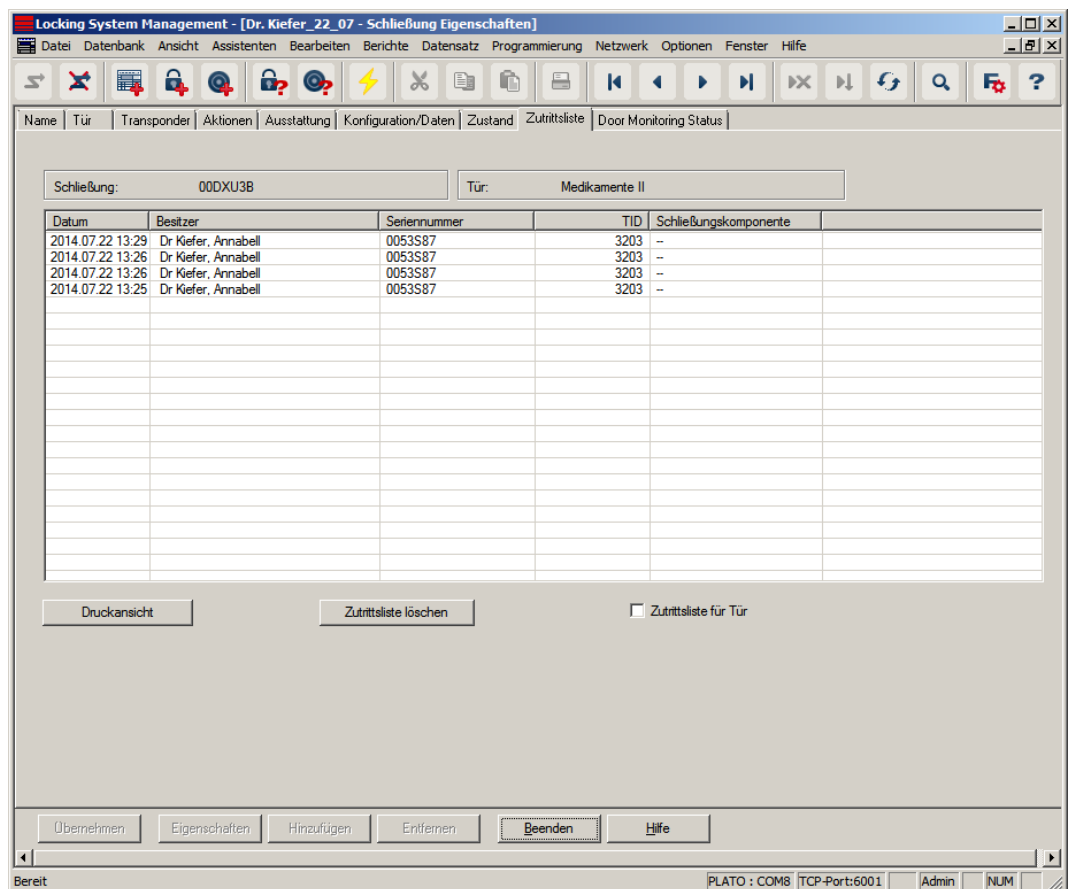 Locking System Management - [Dr. Kiefer_22_07 - Schließung Eigenschaften]
Datei Datenbank Ansicht Assistenten Bearbeiten Berichte Datensatz Programmierung Netzwerk Optionen Fenster Hilfe
Name Tür Transponder Aktionen Ausstattung Konfiguration/Daten Zustand Zutrittsliste Door Monitoring Status
Schließung: 00DXU3B Tür: Medikamente II
Datum Besitzer Seriennummer TID Schließungskomponente
2014.07.22 13:29 Dr Kiefer, Annabell 0053S87 3203 --
2014.07.22 13:26 Dr Kiefer, Annabell 0053S87 3203 --
2014.07.22 13:26 Dr Kiefer, Annabell 0053S87 3203 --
2014.07.22 13:25 Dr Kiefer, Annabell 0053S87 3203 --
Druckansicht Zutrittsliste löschen Zutrittsliste für Tür
Übernehmen Eigenschaften Hinzufügen Entfernen Beenden Hilfe
Bereit PLATO : COM8 TCP-Port:6001 Admin NUM